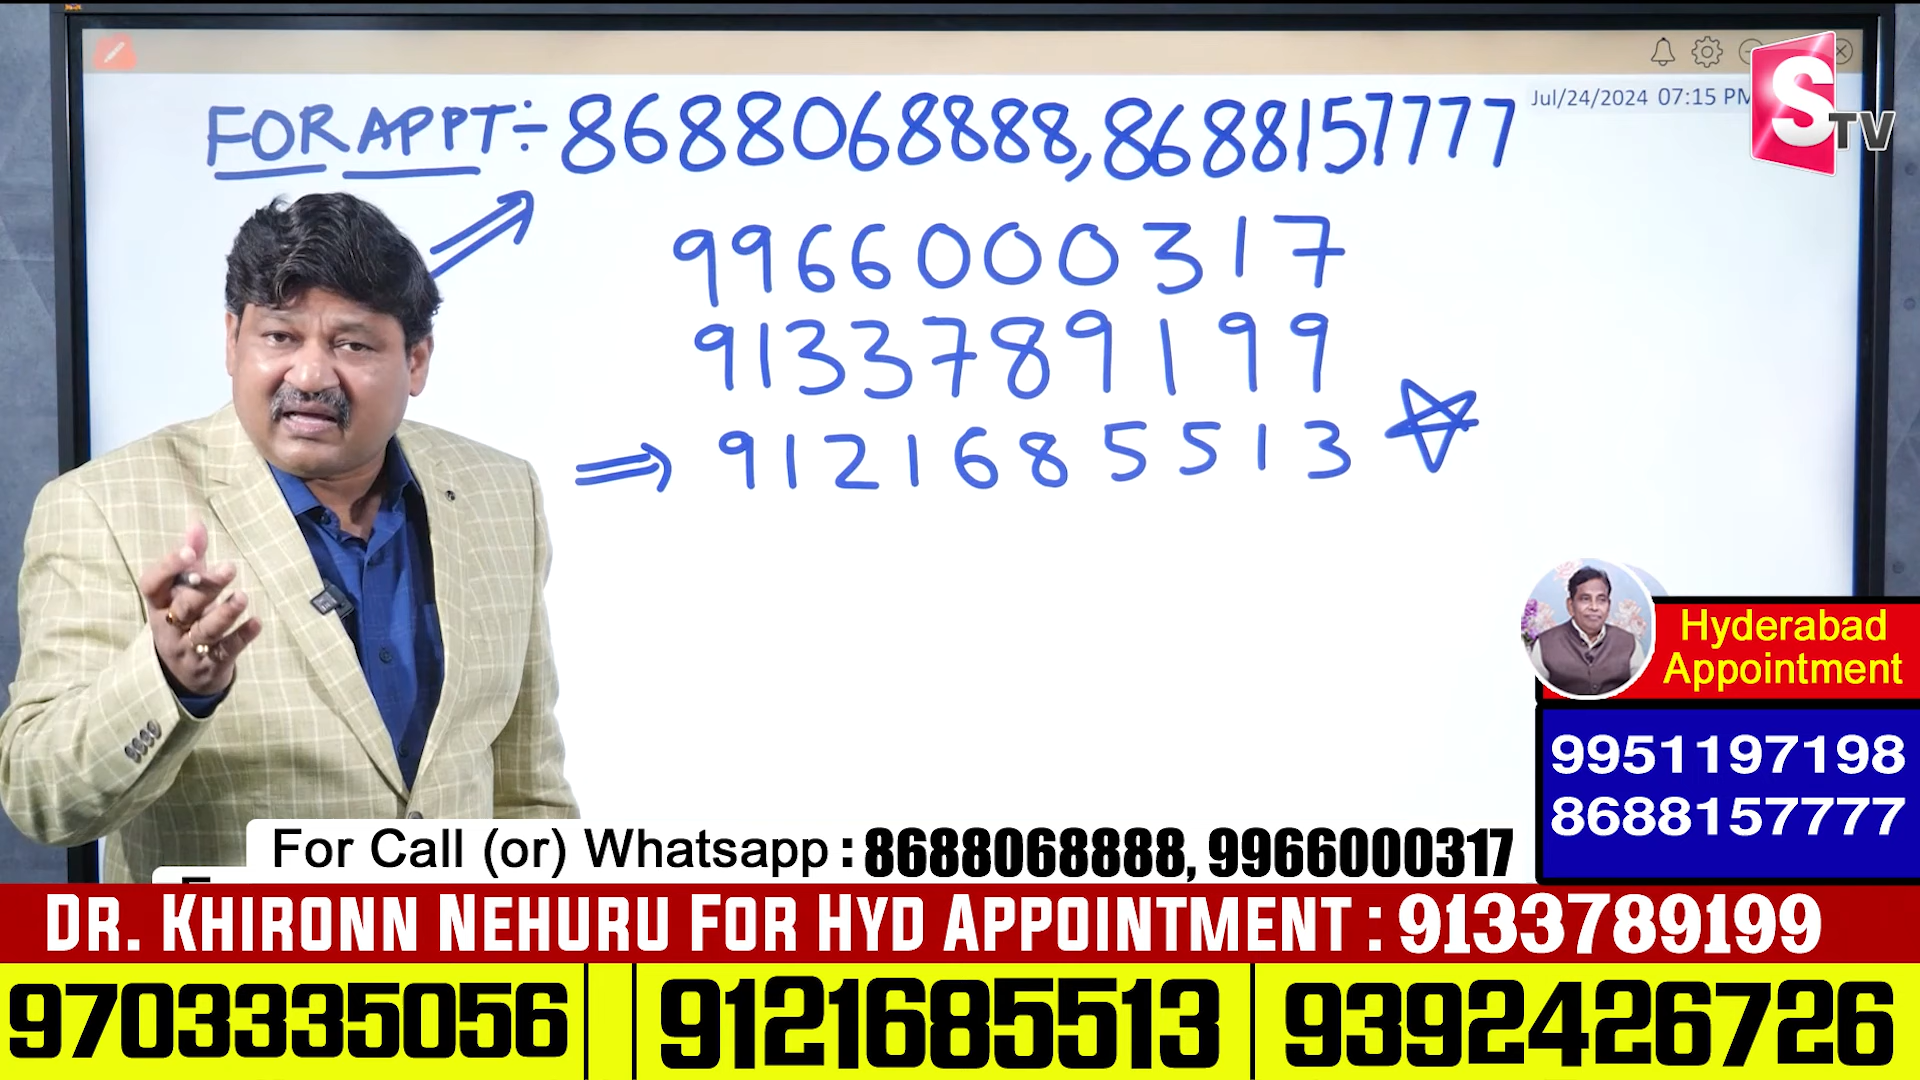 Jul/24/2024 07:15 PM
STV
FOR APPT÷8688068888, 8688157777
9966000317
9133789199
⇒ 9121685513
Hyderabad
Appointment
9951197198
8688157777
For Call (or) Whatsapp : 8688068888, 9966000317
DR. KHIRONN NEHURU FOR HYD APPOINTMENT : 9133789199
9703335056 9121685513 9392426726